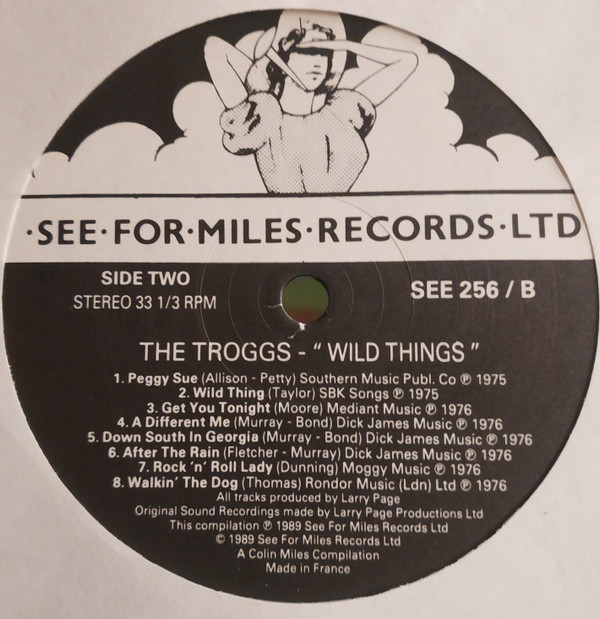 ·SEE·FOR·MILES·RECORDS·LTD
SIDE TWO
STEREO 33 1/3 RPM
SEE 256 / B
THE TROGGS - “ WILD THINGS ”
1. Peggy Sue (Allison - Petty) Southern Music Publ. Co ℗ 1975
2. Wild Thing (Taylor) SBK Songs ℗ 1975
3. Get You Tonight (Moore) Mediant Music ℗ 1976
4. A Different Me (Murray - Bond) Dick James Music ℗ 1976
5. Down South In Georgia (Murray - Bond) Dick James Music ℗ 1976
6. After The Rain (Fletcher - Murray) Dick James Music ℗ 1976
7. Rock ‘n’ Roll Lady (Dunning) Moggy Music ℗ 1976
8. Walkin’ The Dog (Thomas) Rondor Music (Ldn) Ltd ℗ 1976
All tracks produced by Larry Page
Original Sound Recordings made by Larry Page Productions Ltd
This compilation ℗ 1989 See For Miles Records Ltd
© 1989 See For Miles Records Ltd
A Colin Miles Compilation
Made in France